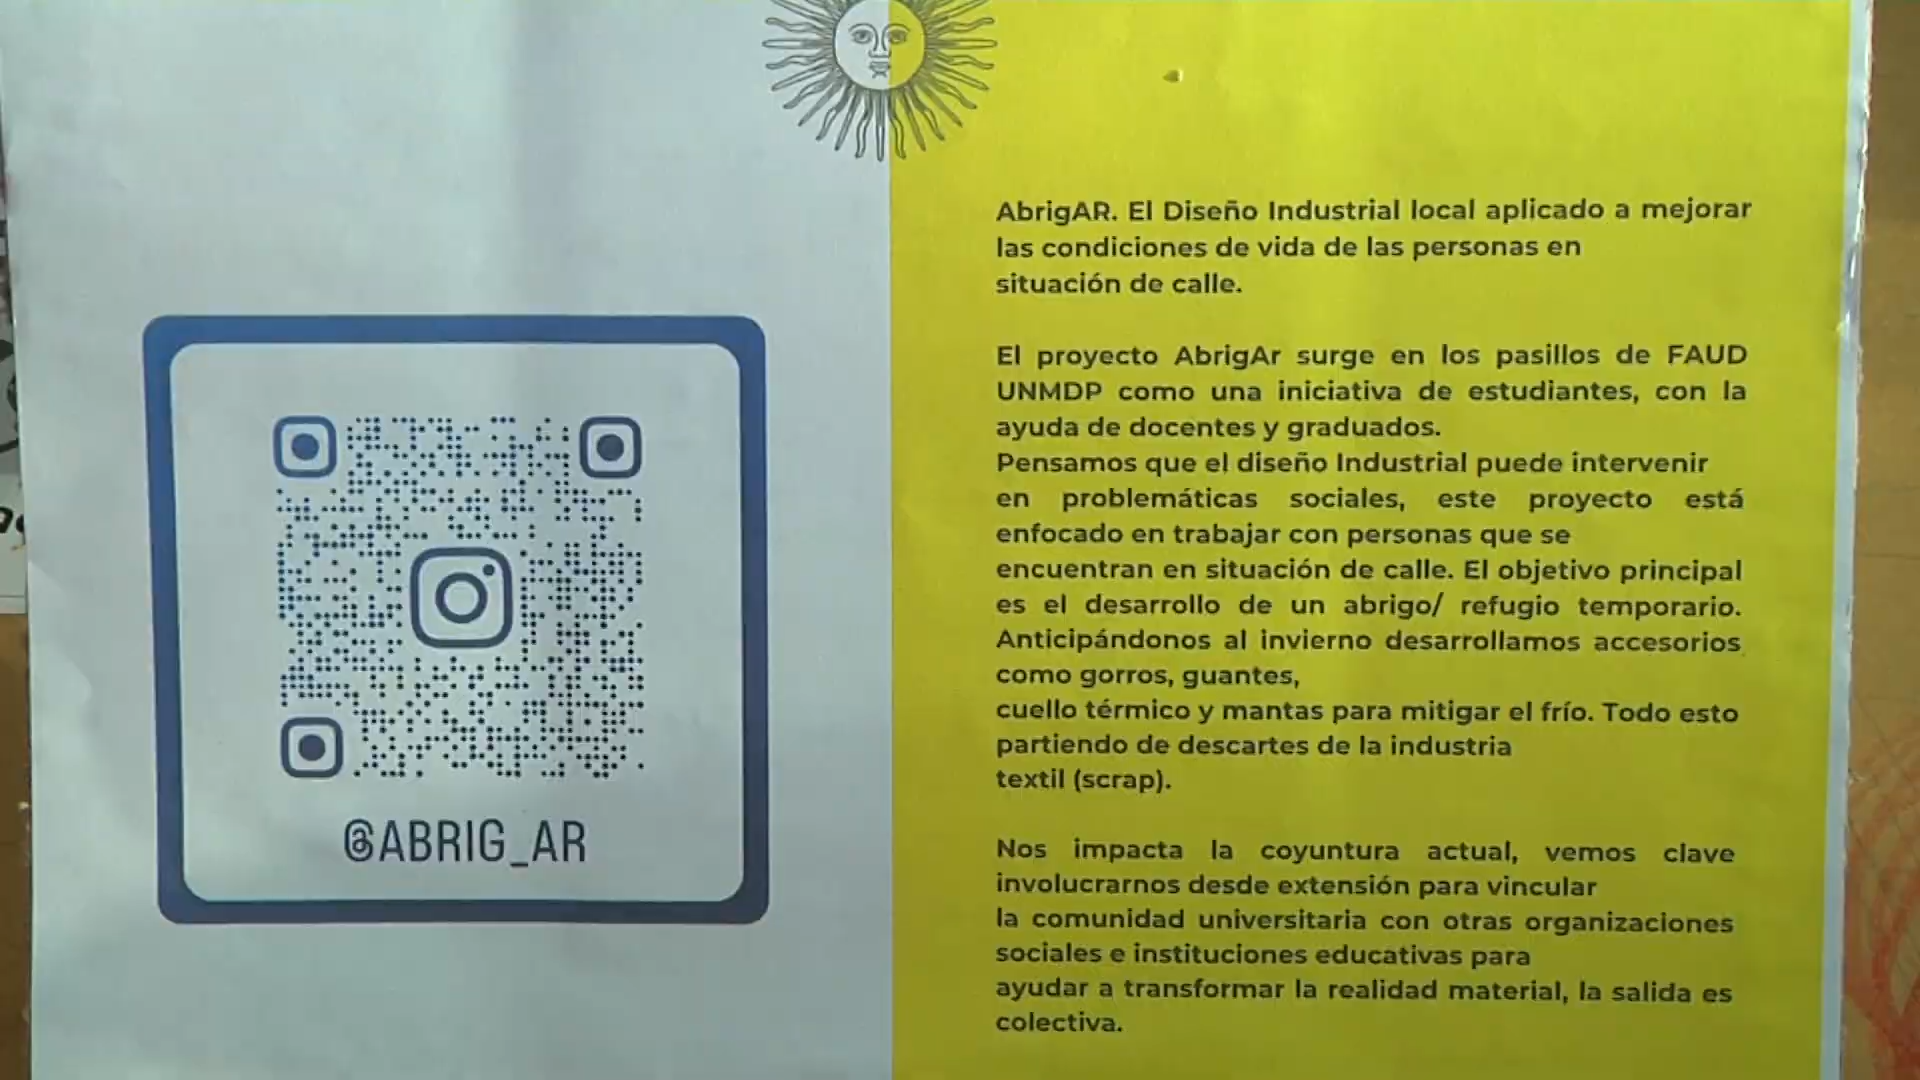 @ABRIG_AR
AbrigAR. El Diseño Industrial local aplicado a mejorar
las condiciones de vida de las personas en
situación de calle.
El proyecto AbrigAr surge en los pasillos de FAUD
UNMDP como una iniciativa de estudiantes, con la
ayuda de docentes y graduados.
Pensamos que el diseño Industrial puede intervenir
en problemáticas sociales, este proyecto está
enfocado en trabajar con personas que se
encuentran en situación de calle. El objetivo principal
es el desarrollo de un abrigo/ refugio temporario.
Anticipándonos al invierno desarrollamos accesorios
como gorros, guantes,
cuello térmico y mantas para mitigar el frío. Todo esto
partiendo de descartes de la industria
textil (scrap).
Nos impacta la coyuntura actual, vemos clave
involucrarnos desde extensión para vincular
la comunidad universitaria con otras organizaciones
sociales e instituciones educativas para
ayudar a transformar la realidad material, la salida es
colectiva.